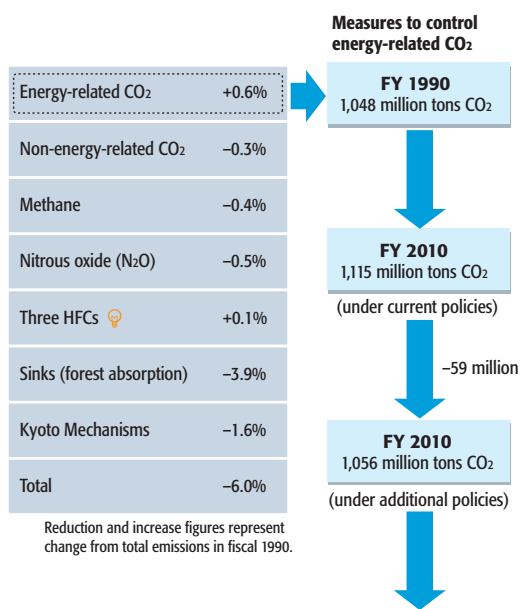 Measures to control
energy-related CO₂
Energy-related CO₂ +0.6%
Non-energy-related CO₂ –0.3%
Methane –0.4%
Nitrous oxide (N₂O) –0.5%
Three HFCs +0.1%
Sinks (forest absorption) –3.9%
Kyoto Mechanisms –1.6%
Total –6.0%
Reduction and increase figures represent
change from total emissions in fiscal 1990.
FY 1990
1,048 million tons CO₂
FY 2010
1,115 million tons CO₂
(under current policies)
–59 million
FY 2010
1,056 million tons CO₂
(under additional policies)